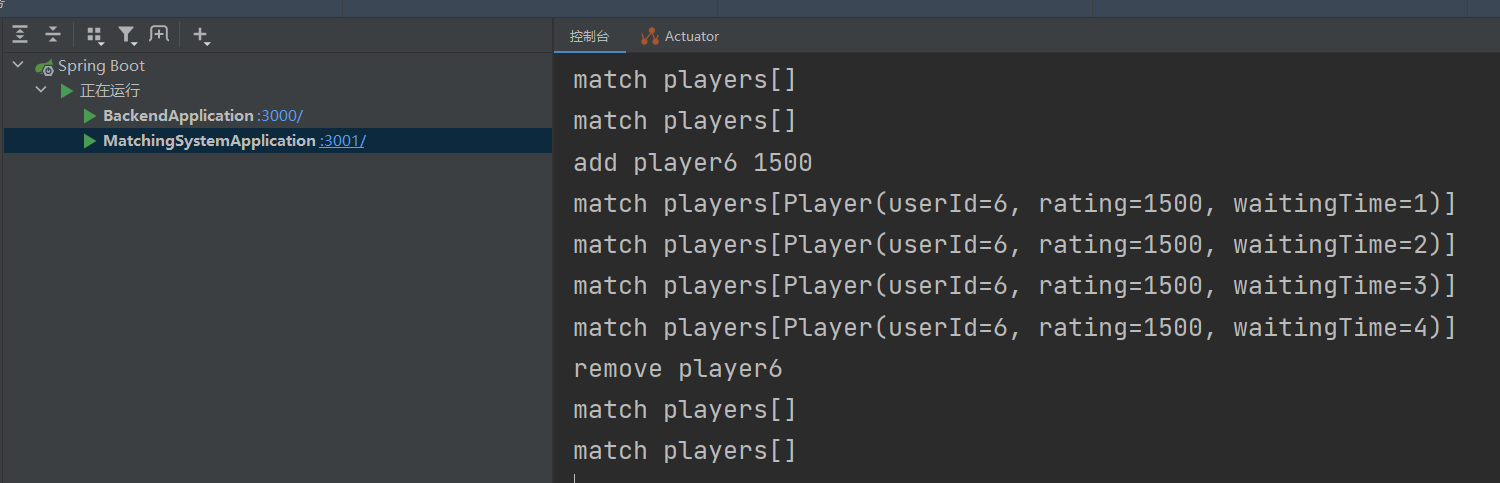 Spring Boot
正在运行
BackendApplication :3000/
MatchingSystemApplication :3001/
控制台 Actuator
match players[]
match players[]
add player6 1500
match players[Player(userId=6, rating=1500, waitingTime=1)]
match players[Player(userId=6, rating=1500, waitingTime=2)]
match players[Player(userId=6, rating=1500, waitingTime=3)]
match players[Player(userId=6, rating=1500, waitingTime=4)]
remove player6
match players[]
match players[]